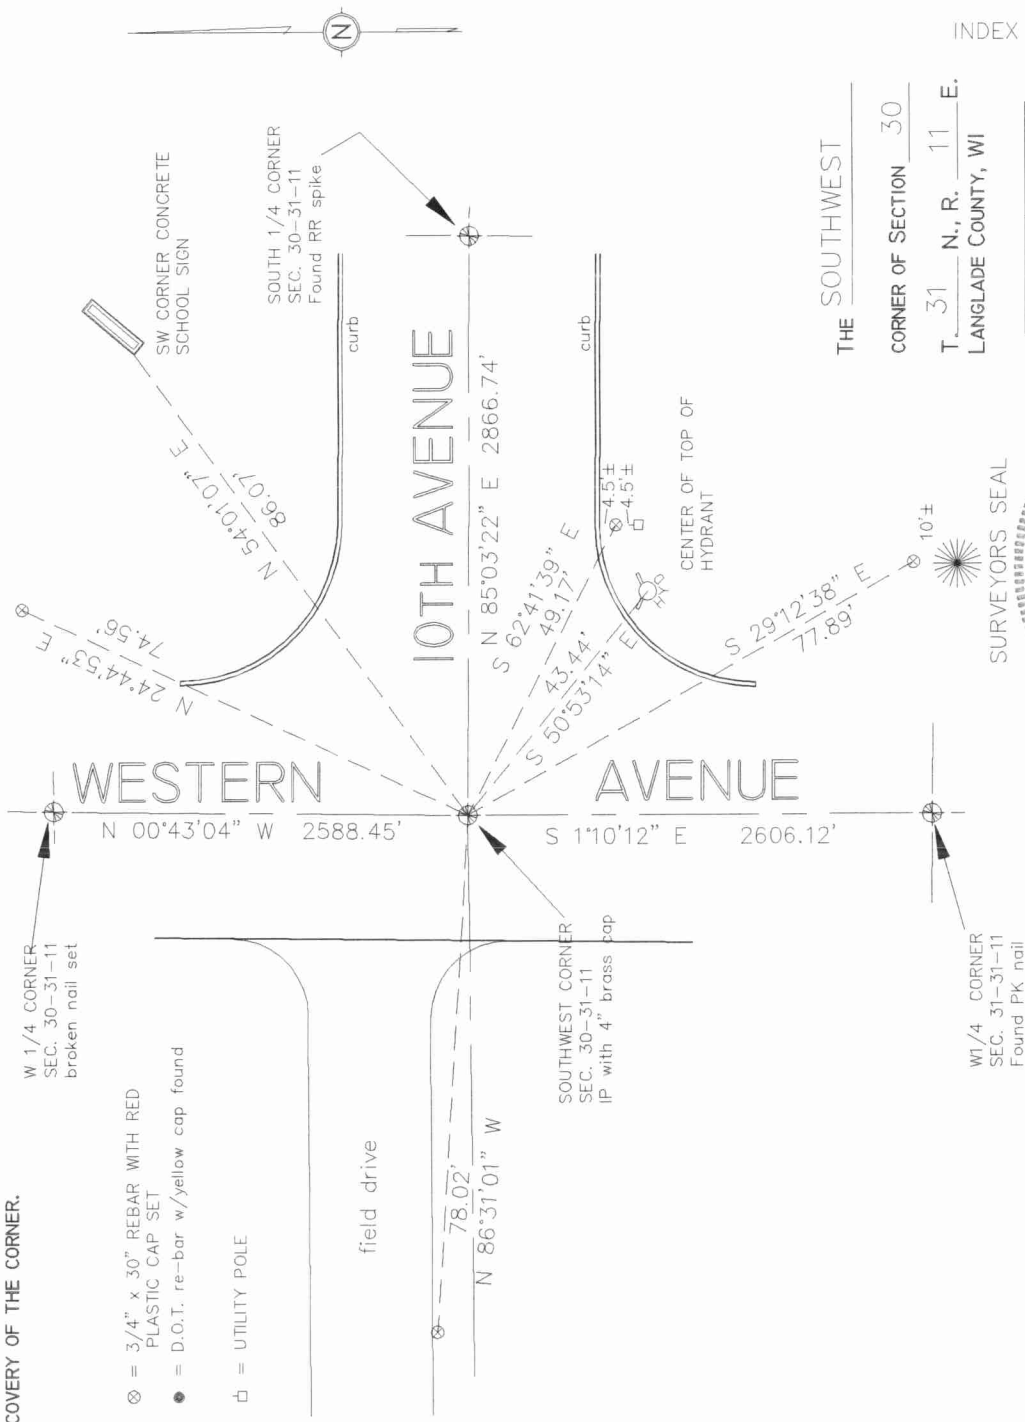 COVERY OF THE CORNER.
⊗ = 3/4" x 30" REBAR WITH RED
PLASTIC CAP SET
● = D.O.T. re-bar w/yellow cap found
= UTILITY POLE
W 1/4 CORNER
SEC. 30-31-11
broken nail set
WESTERN
N 00°43'04" W 2588.45'
N 24°44'53" E
74.56'
N 54°01'07" E
86.07'
SW CORNER CONCRETE
SCHOOL SIGN
N
SOUTH 1/4 CORNER
SEC. 30-31-11
Found RR spike
curb
10TH AVENUE
N 85°03'22" E 2866.74'
field drive
78.02'
N 86°31'01" W
SOUTHWEST CORNER
SEC. 30-31-11
IP with 4" brass cap
S 62°41'39" E
49.17'
43.44'
S 50°53'14" E
HYD
4.5'±
4.5'±
curb
CENTER OF TOP OF
HYDRANT
AVENUE
S 1°10'12" E 2606.12'
S 29°12'38" E
77.89'
10'±
W1/4 CORNER
SEC. 31-31-11
Found PK nail
SURVEYORS SEAL
THE SOUTHWEST
CORNER OF SECTION 30
T. 31 N., R. 11 E.
LANGLADE COUNTY, WI
INDEX